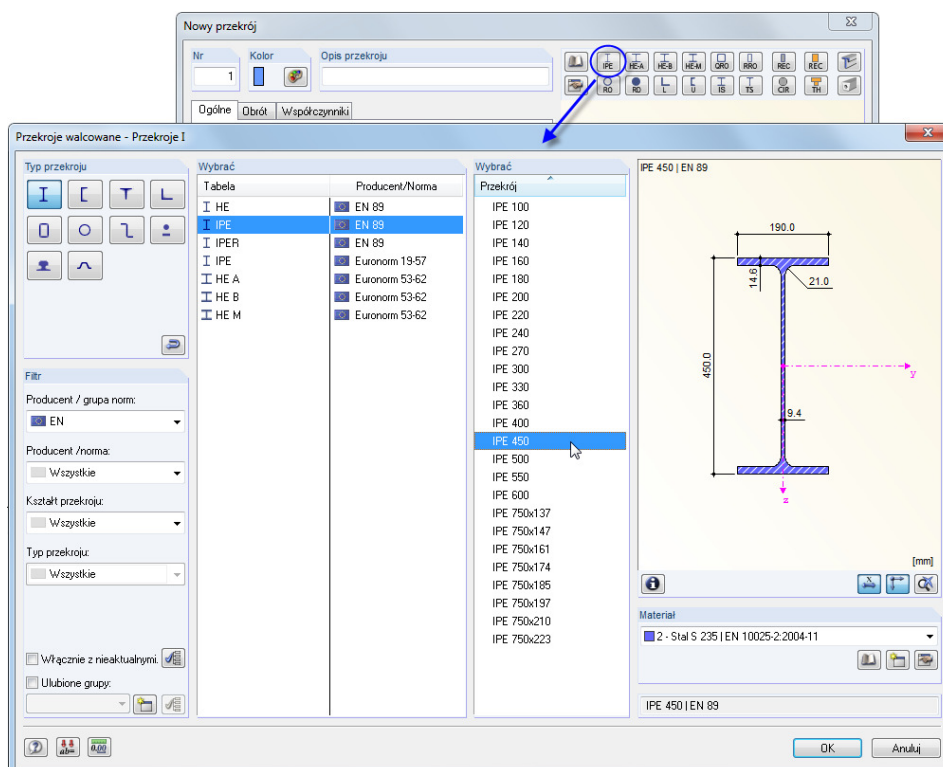 Nowy przekrój
Nr
Kolor
Opis przekroju
1
IPE
HE-A
HE-B
HE-M
QRO
RRO
REC
REC
RO
RD
L
U
IS
TS
CIR
TH
Ogólne
Obrót
Współczynniki
Przekroje walcowane - Przekroje I
Typ przekroju
Filtr
Producent / grupa norm:
EN
Producent /norma:
Wszystkie
Kształt przekroju:
Wszystkie
Typ przekroju:
Wszystkie
Włącznie z nieaktualnymi.
Ulubione grupy:
Wybrać
Tabela Producent/Norma
HE EN 89
IPE EN 89
IPER EN 89
IPE Euronorm 19-57
HE A Euronorm 53-62
HE B Euronorm 53-62
HE M Euronorm 53-62
Wybrać
Przekrój
IPE 100
IPE 120
IPE 140
IPE 160
IPE 180
IPE 200
IPE 220
IPE 240
IPE 270
IPE 300
IPE 330
IPE 360
IPE 400
IPE 450
IPE 500
IPE 550
IPE 600
IPE 750x137
IPE 750x147
IPE 750x161
IPE 750x174
IPE 750x185
IPE 750x197
IPE 750x210
IPE 750x223
IPE 450 | EN 89
190.0
14.6
21.0
450.0
y
9.4
z
[mm]
Materiał
2 - Stal S 235 | EN 10025-2:2004-11
IPE 450 | EN 89
0.00
OK
Anuluj